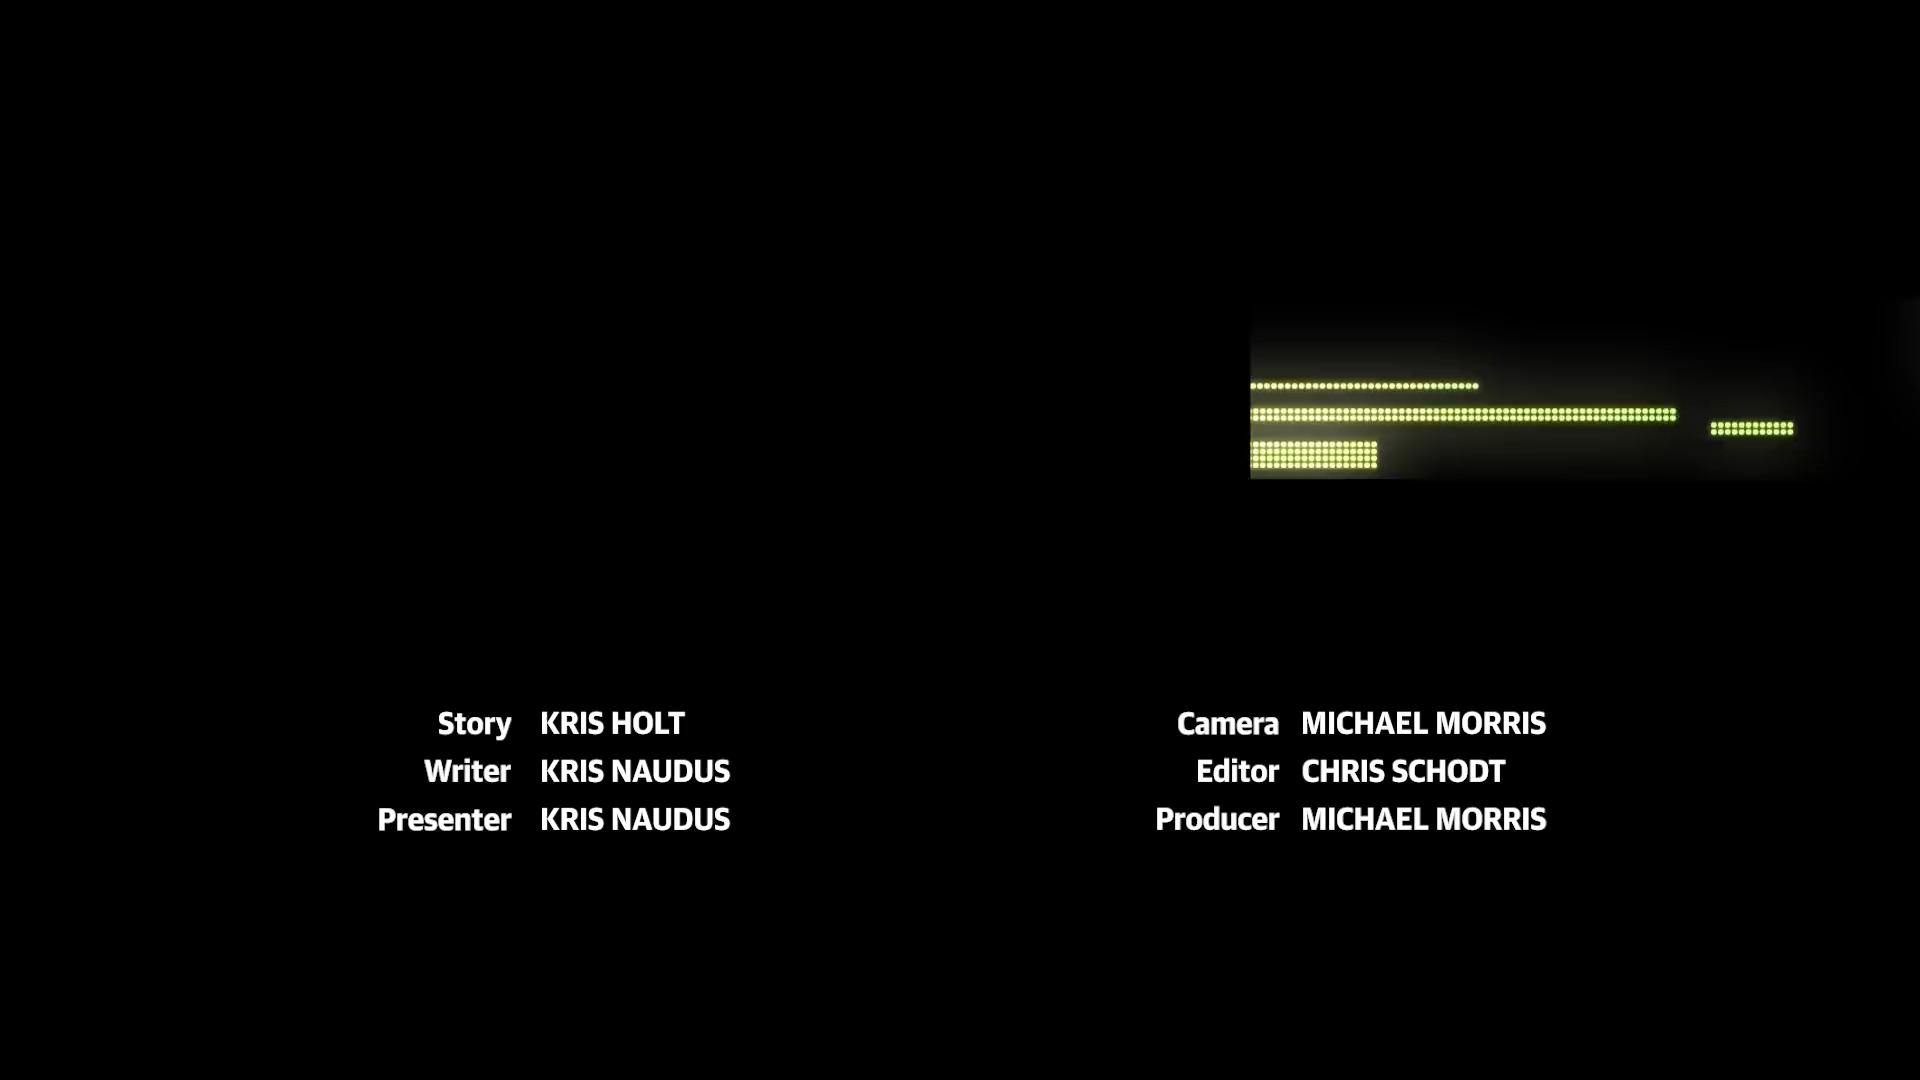 Story KRIS HOLT
Writer KRIS NAUDUS
Presenter KRIS NAUDUS
Camera MICHAEL MORRIS
Editor CHRIS SCHODT
Producer MICHAEL MORRIS